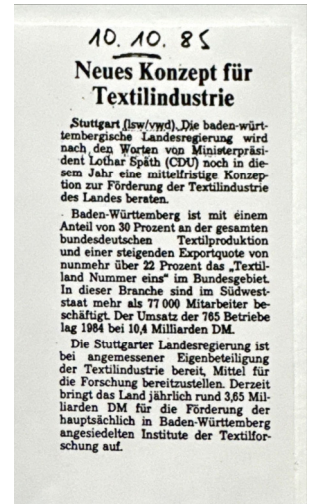 10.10.85
Neues Konzept für
Textilindustrie
Stuttgart (lsw/vwd). Die baden-würt-
tembergische Landesregierung wird
nach den Worten von Ministerpräsi-
dent Lothar Späth (CDU) noch in die-
sem Jahr eine mittelfristige Konzep-
tion zur Förderung der Textilindustrie
des Landes beraten.
Baden-Württemberg ist mit einem
Anteil von 30 Prozent an der gesamten
bundesdeutschen Textilproduktion
und einer steigenden Exportquote von
nunmehr über 22 Prozent das „Textil-
land Nummer eins“ im Bundesgebiet.
In dieser Branche sind im Südwest-
staat mehr als 77 000 Mitarbeiter be-
schäftigt. Der Umsatz der 765 Betriebe
lag 1984 bei 10,4 Milliarden DM.
Die Stuttgarter Landesregierung ist
bei angemessener Eigenbeteiligung
der Textilindustrie bereit, Mittel für
die Forschung bereitzustellen. Derzeit
bringt das Land jährlich rund 3,65 Mil-
liarden DM für die Förderung der
hauptsächlich in Baden-Württemberg
angesiedelten Institute der Textilfor-
schung auf.